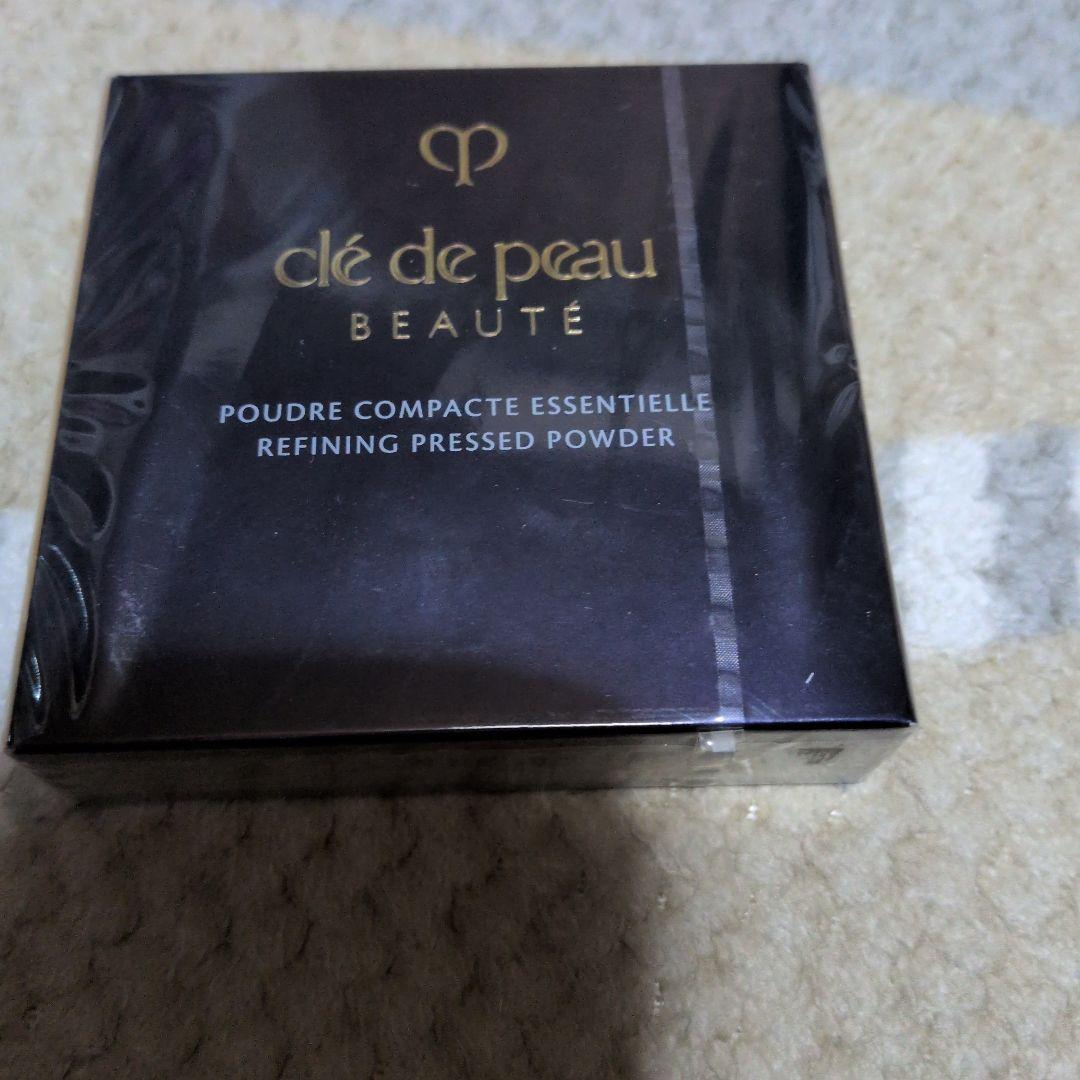 clé de peau
BEAUTÉ
POUDRE COMPACTE ESSENTIELLE
REFINING PRESSED POWDER